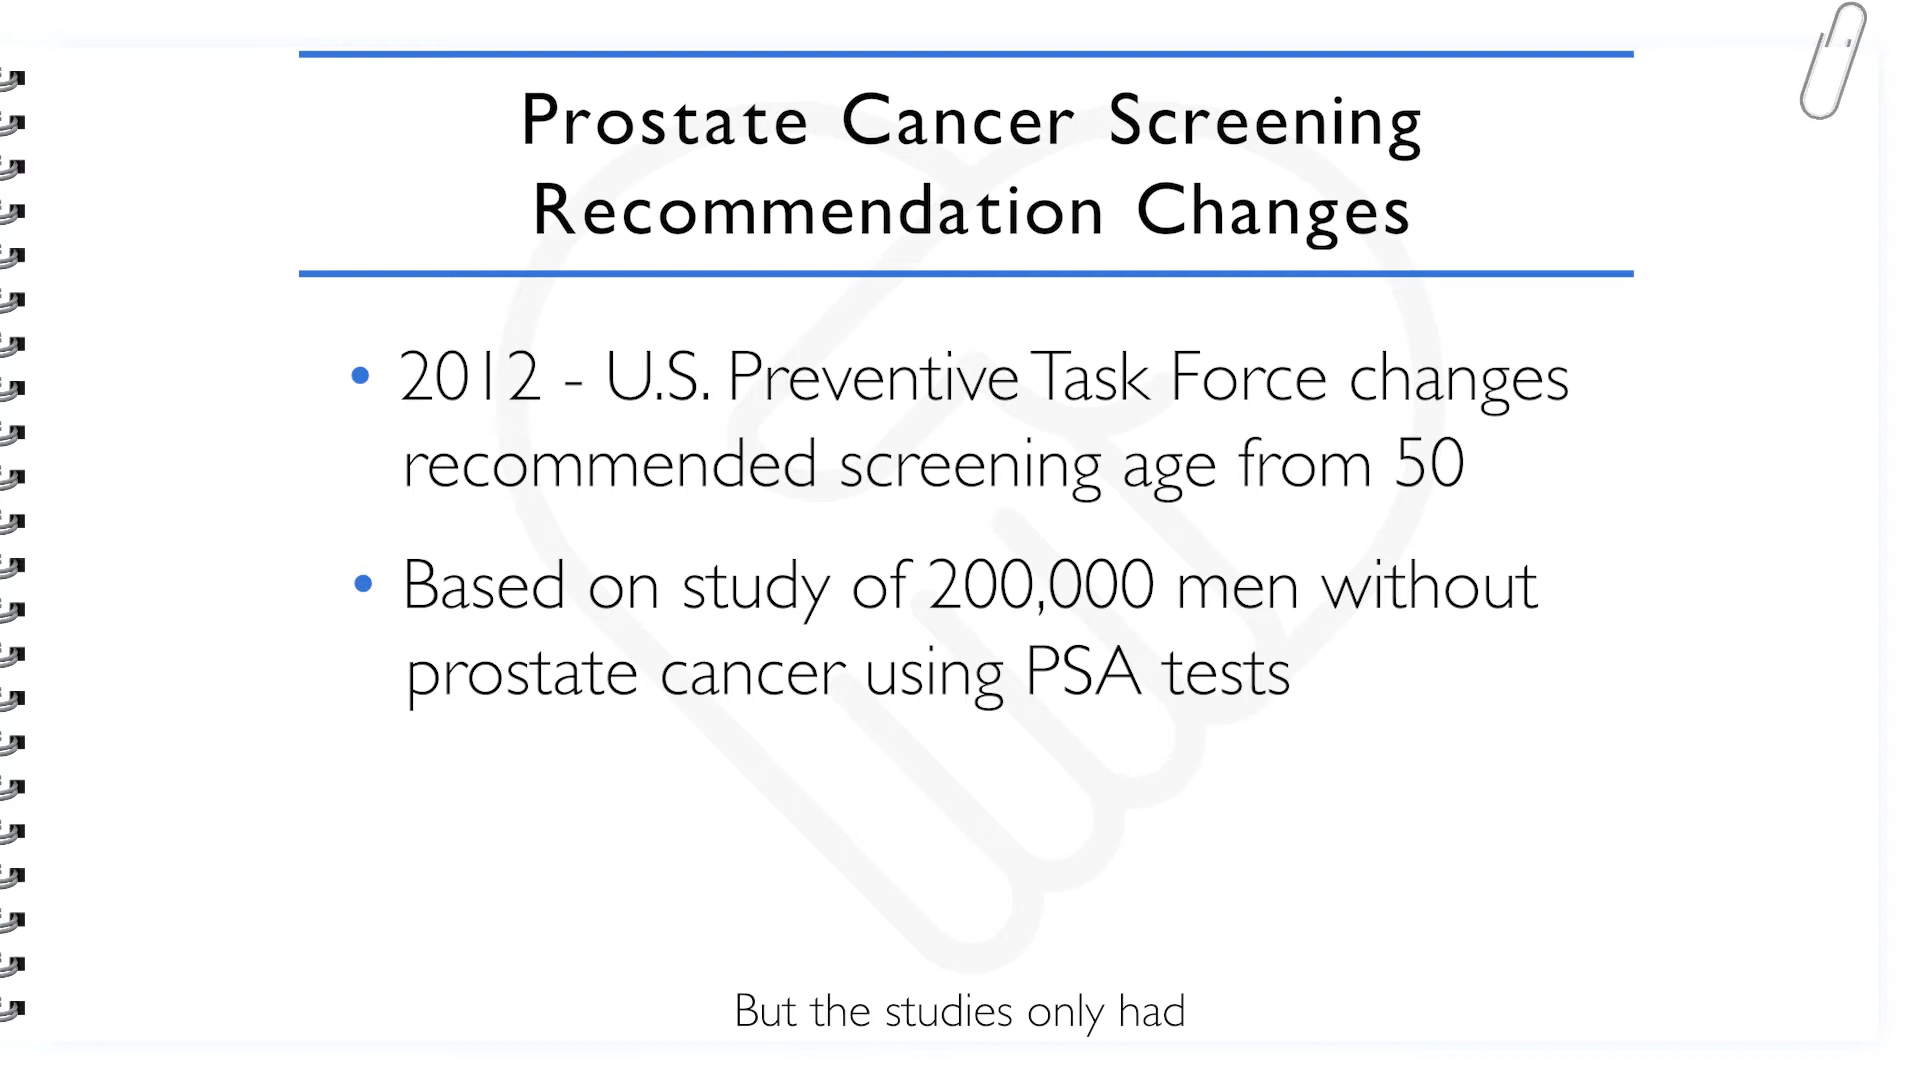 Prostate Cancer Screening
Recommendation Changes
• 2012 - U.S. Preventive Task Force changes
recommended screening age from 50
• Based on study of 200,000 men without
prostate cancer using PSA tests
But the studies only had